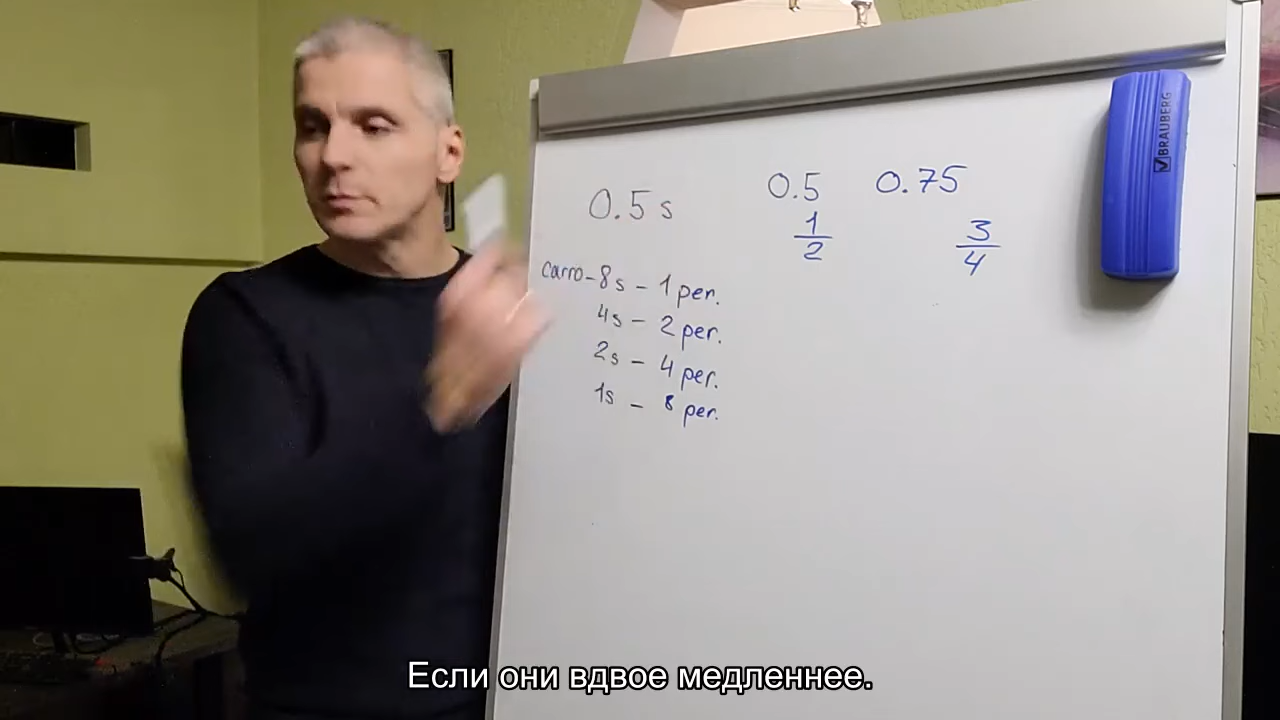 0.5 s
0.5 0.75
1/2 3/4
carro - 8s - 1 per.
4s - 2 per.
2s - 4 per.
1s - 8 per.
BRAUBERG
Если они вдвое медленнее.